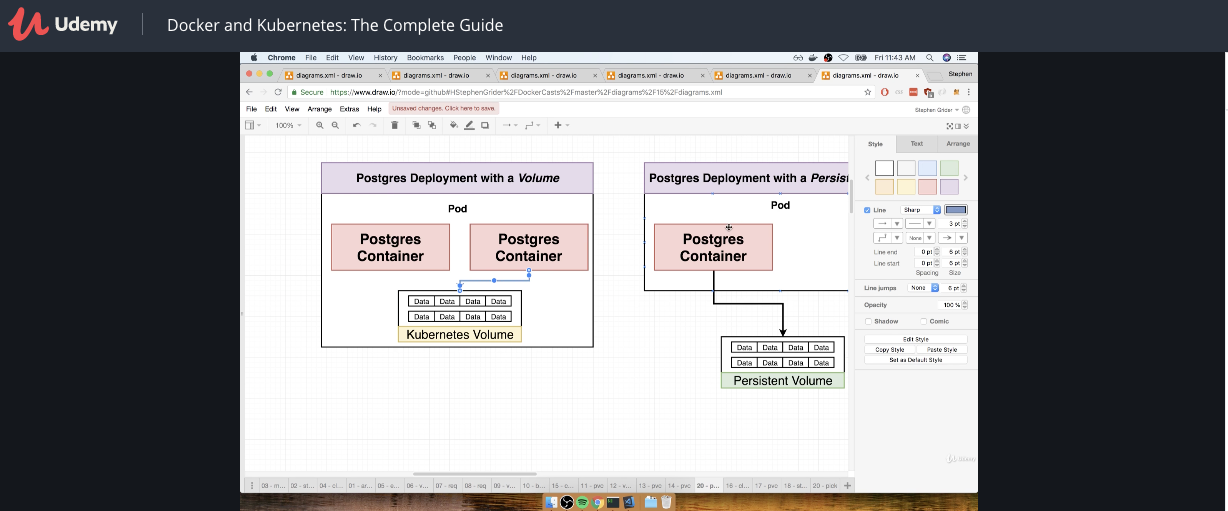 Udemy
Docker and Kubernetes: The Complete Guide
Chrome File Edit View History Bookmarks People Window Help
Fri 11:43 AM
diagrams.xml - draw.io
diagrams.xml - draw.io
diagrams.xml - draw.io
diagrams.xml - draw.io
diagrams.xml - draw.io
diagrams.xml - draw.io
Stephen
Secure https://www.draw.io/?mode=github#HStephenGrider%2FDockerCasts%2Fmaster%2Fdiagrams%2F16%2Fdiagrams.xml
File Edit View Arrange Extras Help
Unsaved changes. Click here to save.
Stephen Grider
100%
Style Text Arrange
Postgres Deployment with a Volume
Pod
Postgres
Container
Postgres
Container
Data Data Data Data
Data Data Data Data
Kubernetes Volume
Postgres Deployment with a Persist
Pod
Postgres
Container
Data Data Data Data
Data Data Data Data
Persistent Volume
Line Sharp
3 pt
None
Line end 0 pt 6 pt
Line start 0 pt 6 pt
Spacing Size
Line jumps None 6 pt
Opacity 100 %
Shadow Comic
Edit Style
Copy Style Paste Style
Set as Default Style
Udemy
03 - m... 02 - st... 04 - cl... 01 - ar... 05 - e... 06 - v... 07 - req 08 - req 09 - v... 10 - b... 11 - pvc 12 - v... 13 - pvc 14 - pvc 20 - p... 16 - cl... 17 - pvc 18 - st... 20 - pick